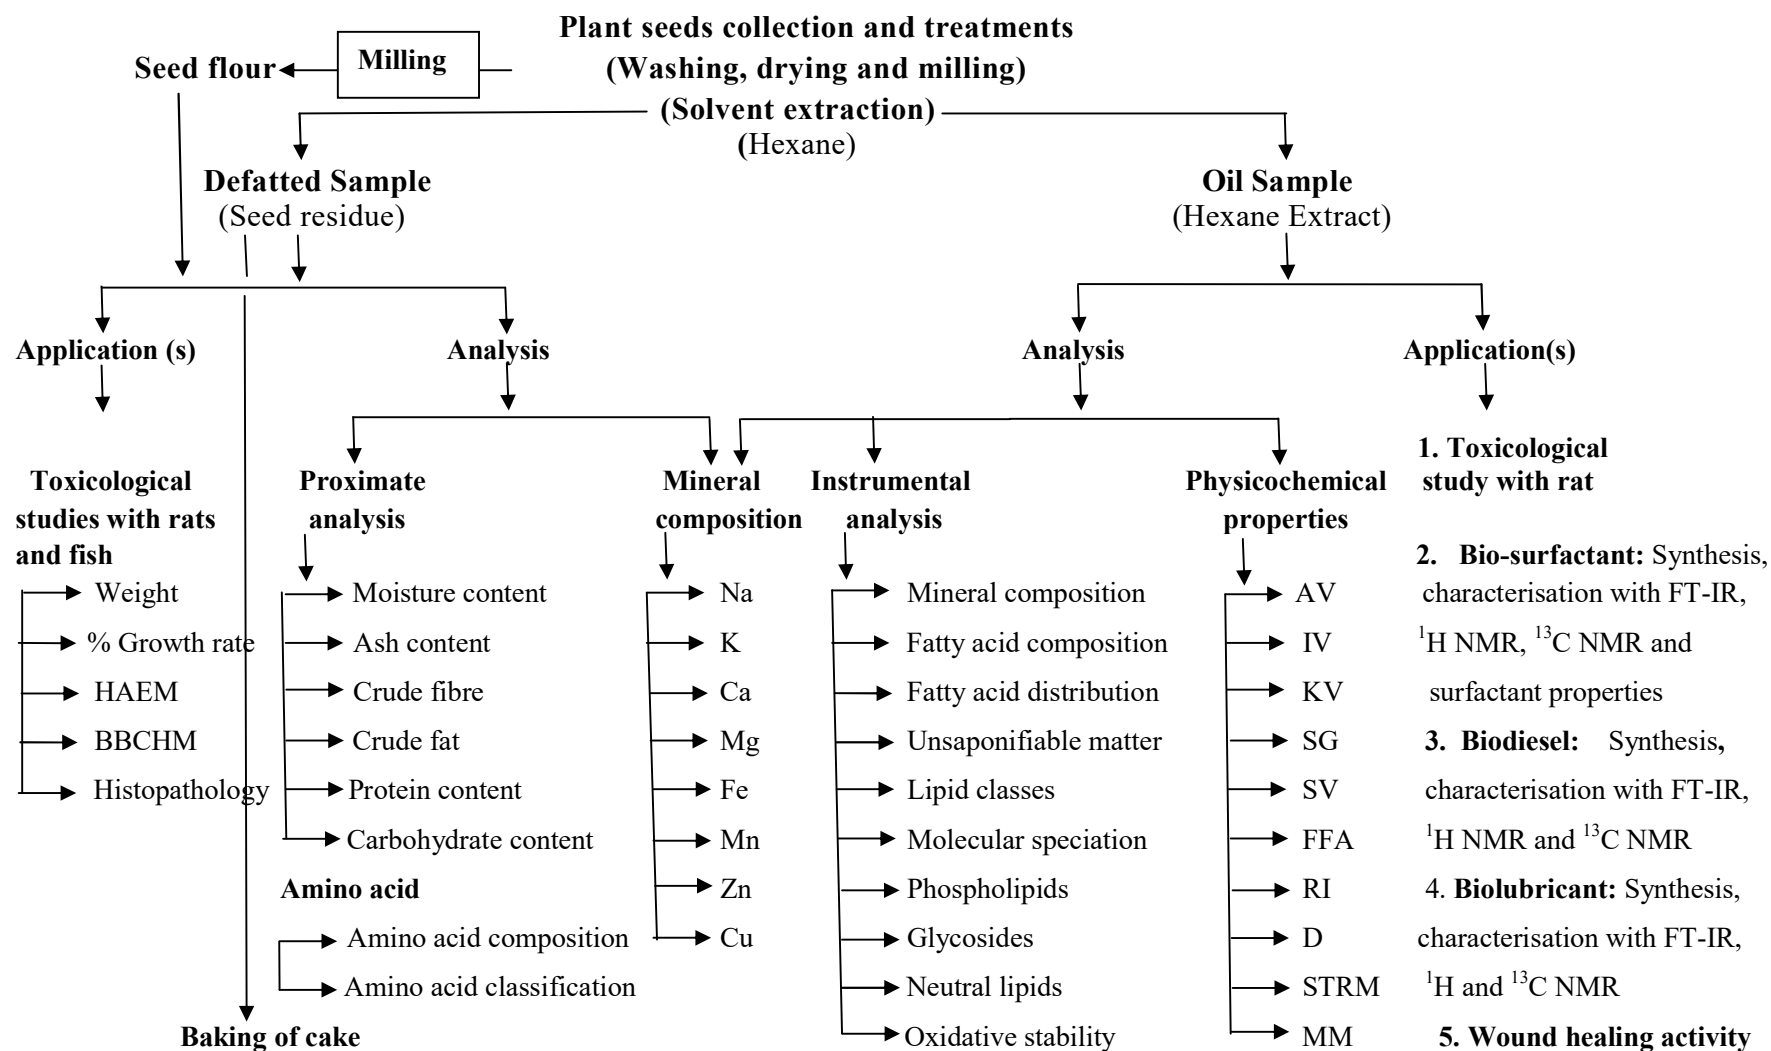 Plant seeds collection and treatments
Seed flour
Milling
(Washing, drying and milling)
(Solvent extraction)
(Hexane)
Defatted Sample
(Seed residue)
Oil Sample
(Hexane Extract)
Application (s)
Analysis
Analysis
Application(s)
Toxicological
studies with rats
and fish
Weight
% Growth rate
HAEM
BBCHM
Histopathology
Proximate
analysis
Moisture content
Ash content
Crude fibre
Crude fat
Protein content
Carbohydrate content
Amino acid
Amino acid composition
Amino acid classification
Baking of cake
Mineral
composition
Na
K
Ca
Mg
Fe
Mn
Zn
Cu
Instrumental
analysis
Mineral composition
Fatty acid composition
Fatty acid distribution
Unsaponifiable matter
Lipid classes
Molecular speciation
Phospholipids
Glycosides
Neutral lipids
Oxidative stability
Physicochemical
properties
AV
IV
KV
SG
SV
FFA
RI
D
STRM
MM
1. Toxicological
study with rat
2. Bio-surfactant: Synthesis,
characterisation with FT-IR,
¹H NMR, ¹³C NMR and
surfactant properties
3. Biodiesel: Synthesis,
characterisation with FT-IR,
¹H NMR and ¹³C NMR
4. Biolubricant: Synthesis,
characterisation with FT-IR,
¹H and ¹³C NMR
5. Wound healing activity